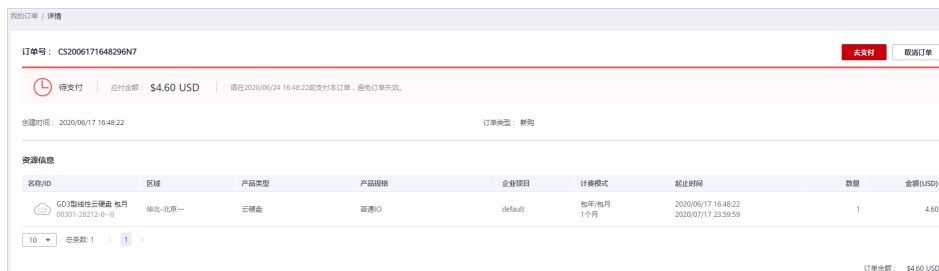 我的订单 / 详情
订单号： CS2006171648296N7 去支付 取消订单
待支付 应付金额： $4.60 USD 请在2020/06/24 16:48:22前支付本订单，避免订单失效。
创建时间： 2020/06/17 16:48:22 订单类型： 新购
资源信息
名称/ID 区域 产品类型 产品规格 企业项目 计费模式 起止时间 数量 金额(USD)
GD3型线性云硬盘 包月 华北-北京一 云硬盘 普通IO default 包年/包月 2020/06/17 16:48:22 1 4.60
00301-28212-0--0 1个月 2020/07/17 23:59:59
10 总条数: 1 < 1 >
订单金额： $4.60 USD